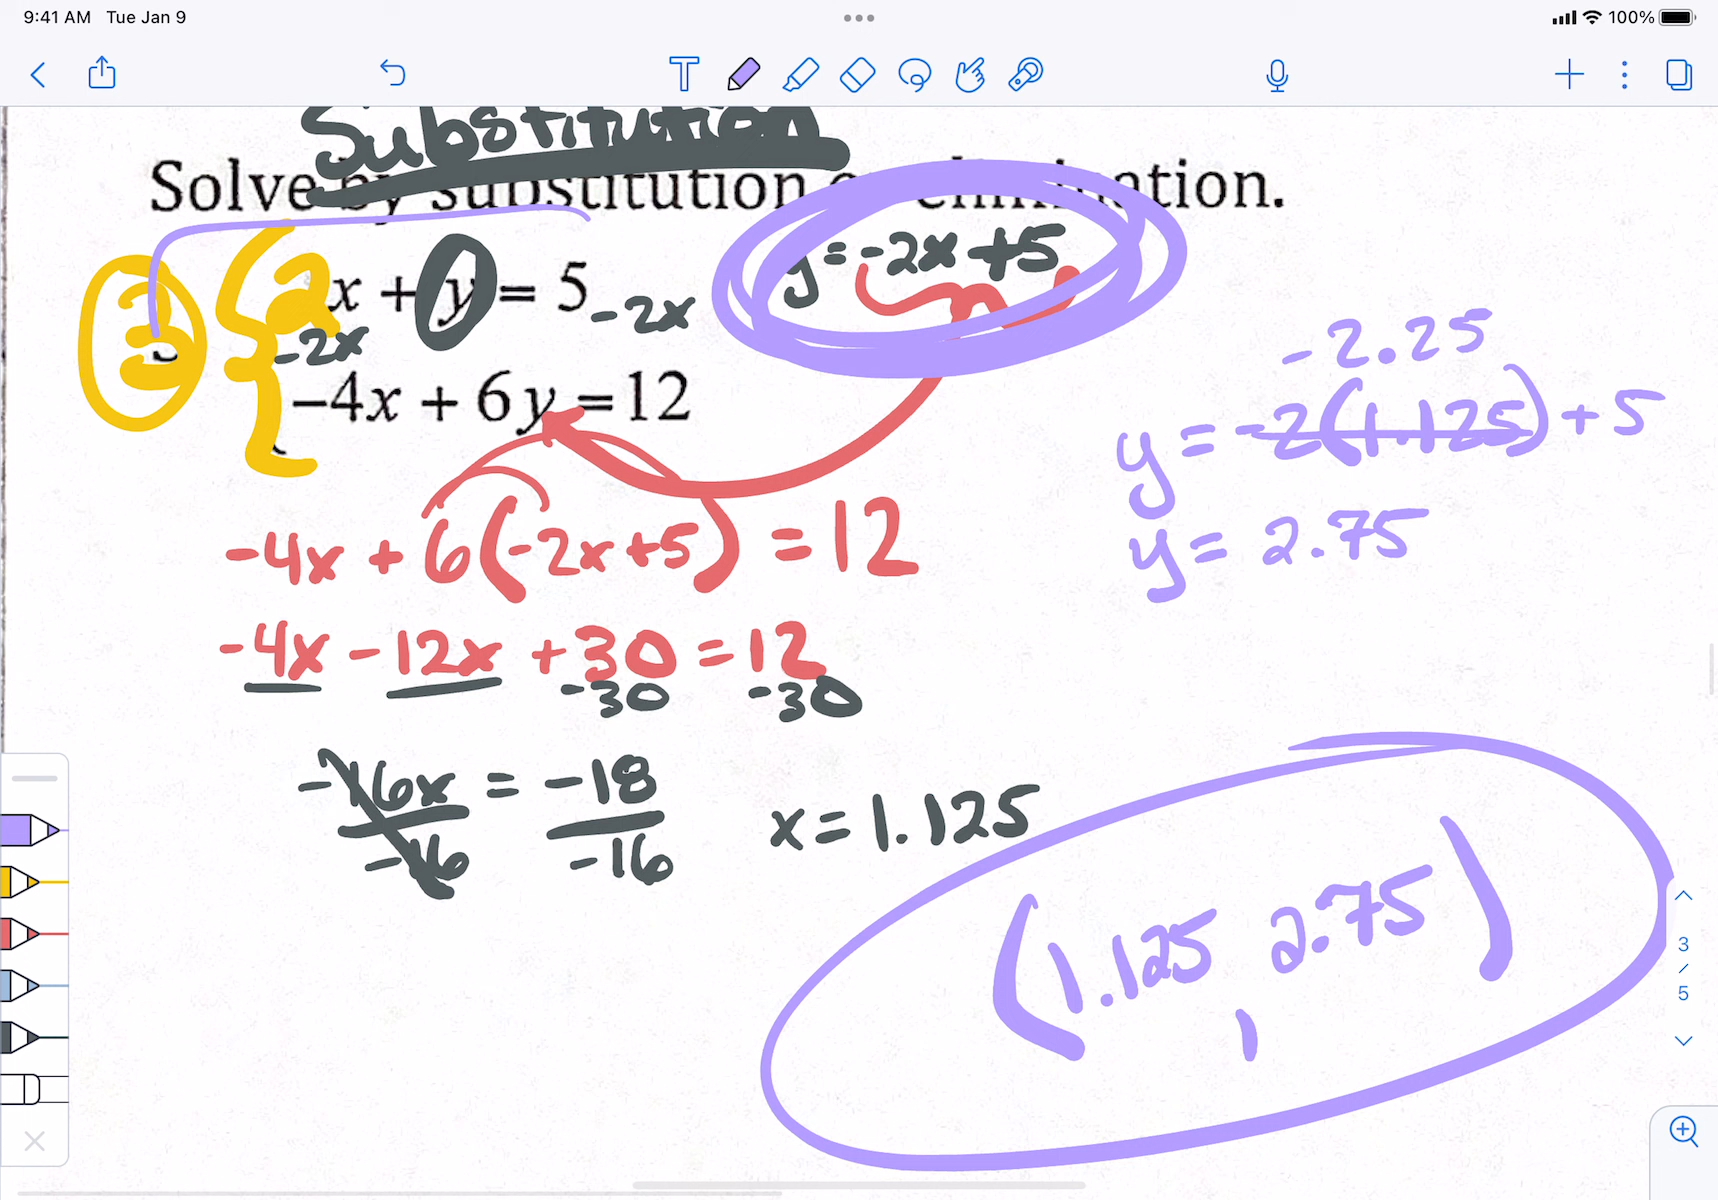 9:41 AM Tue Jan 9
100%
Substitution
Solve by substitution or elimination.
y = -2x + 5
2x + y = 5 -2x
-2x
-4x + 6y = 12
-2.25
y = -2(1.125) + 5
y = 2.75
-4x + 6(-2x+5) = 12
-4x - 12x + 30 = 12
-30 -30
-16x = -18
-16 -16
x = 1.125
(1.125, 2.75)
3
5